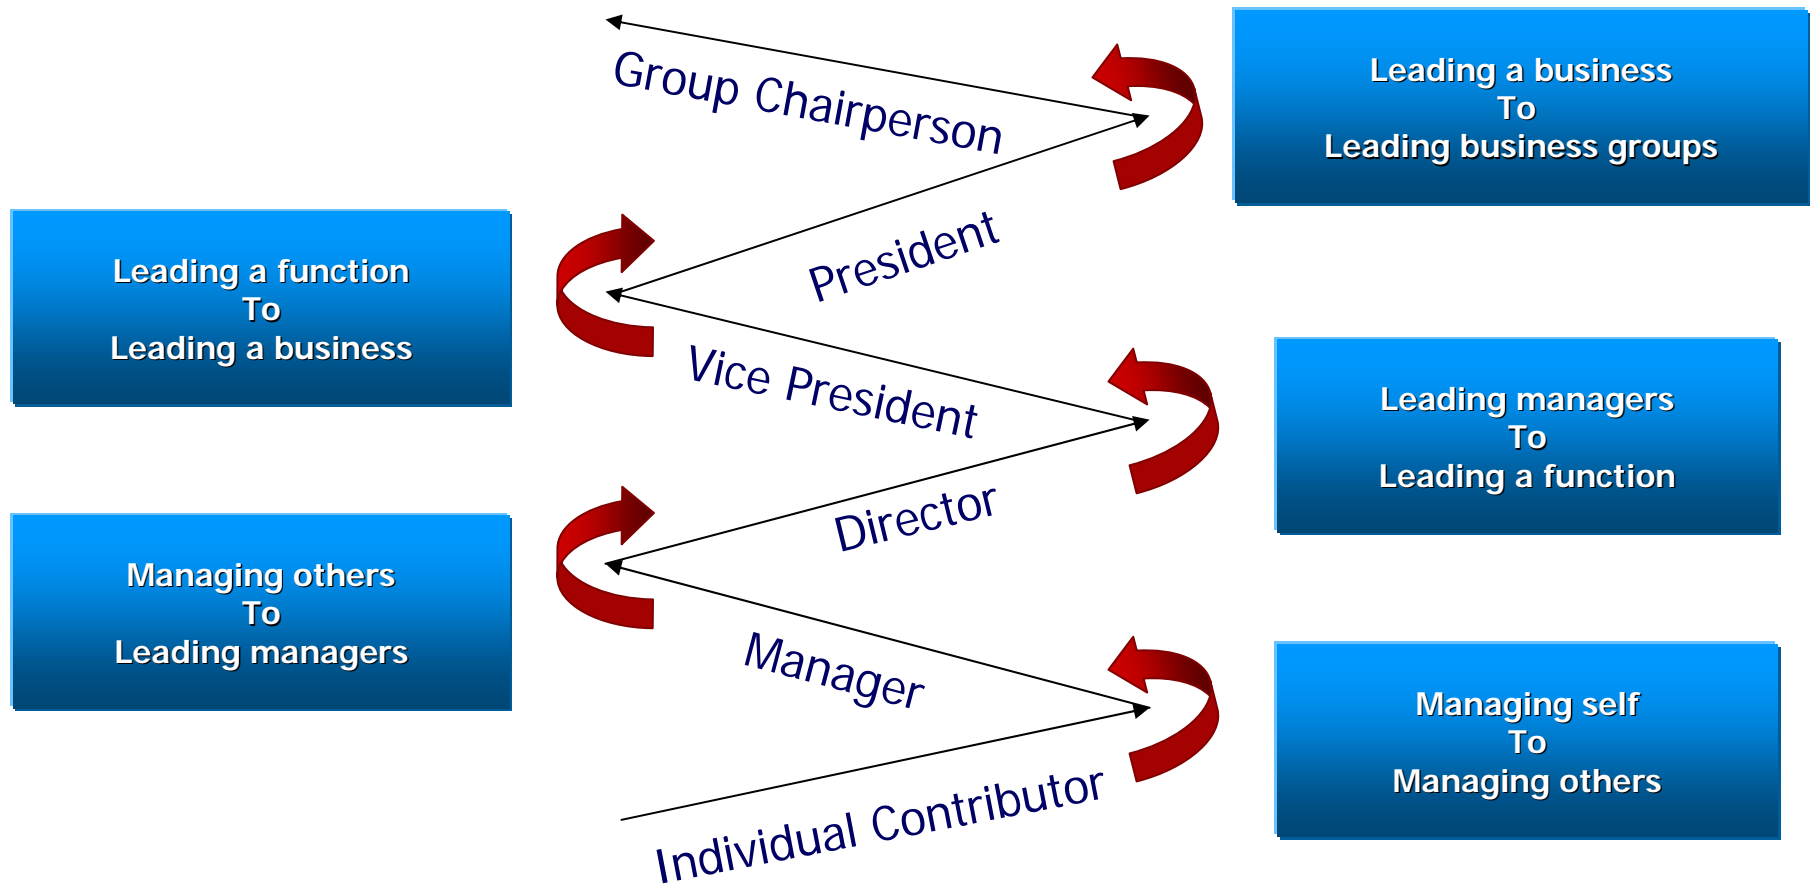 Group Chairperson
Leading a business
To
Leading business groups
President
Leading a function
To
Leading a business
Vice President
Leading managers
To
Leading a function
Director
Managing others
To
Leading managers
Manager
Managing self
To
Managing others
Individual Contributor